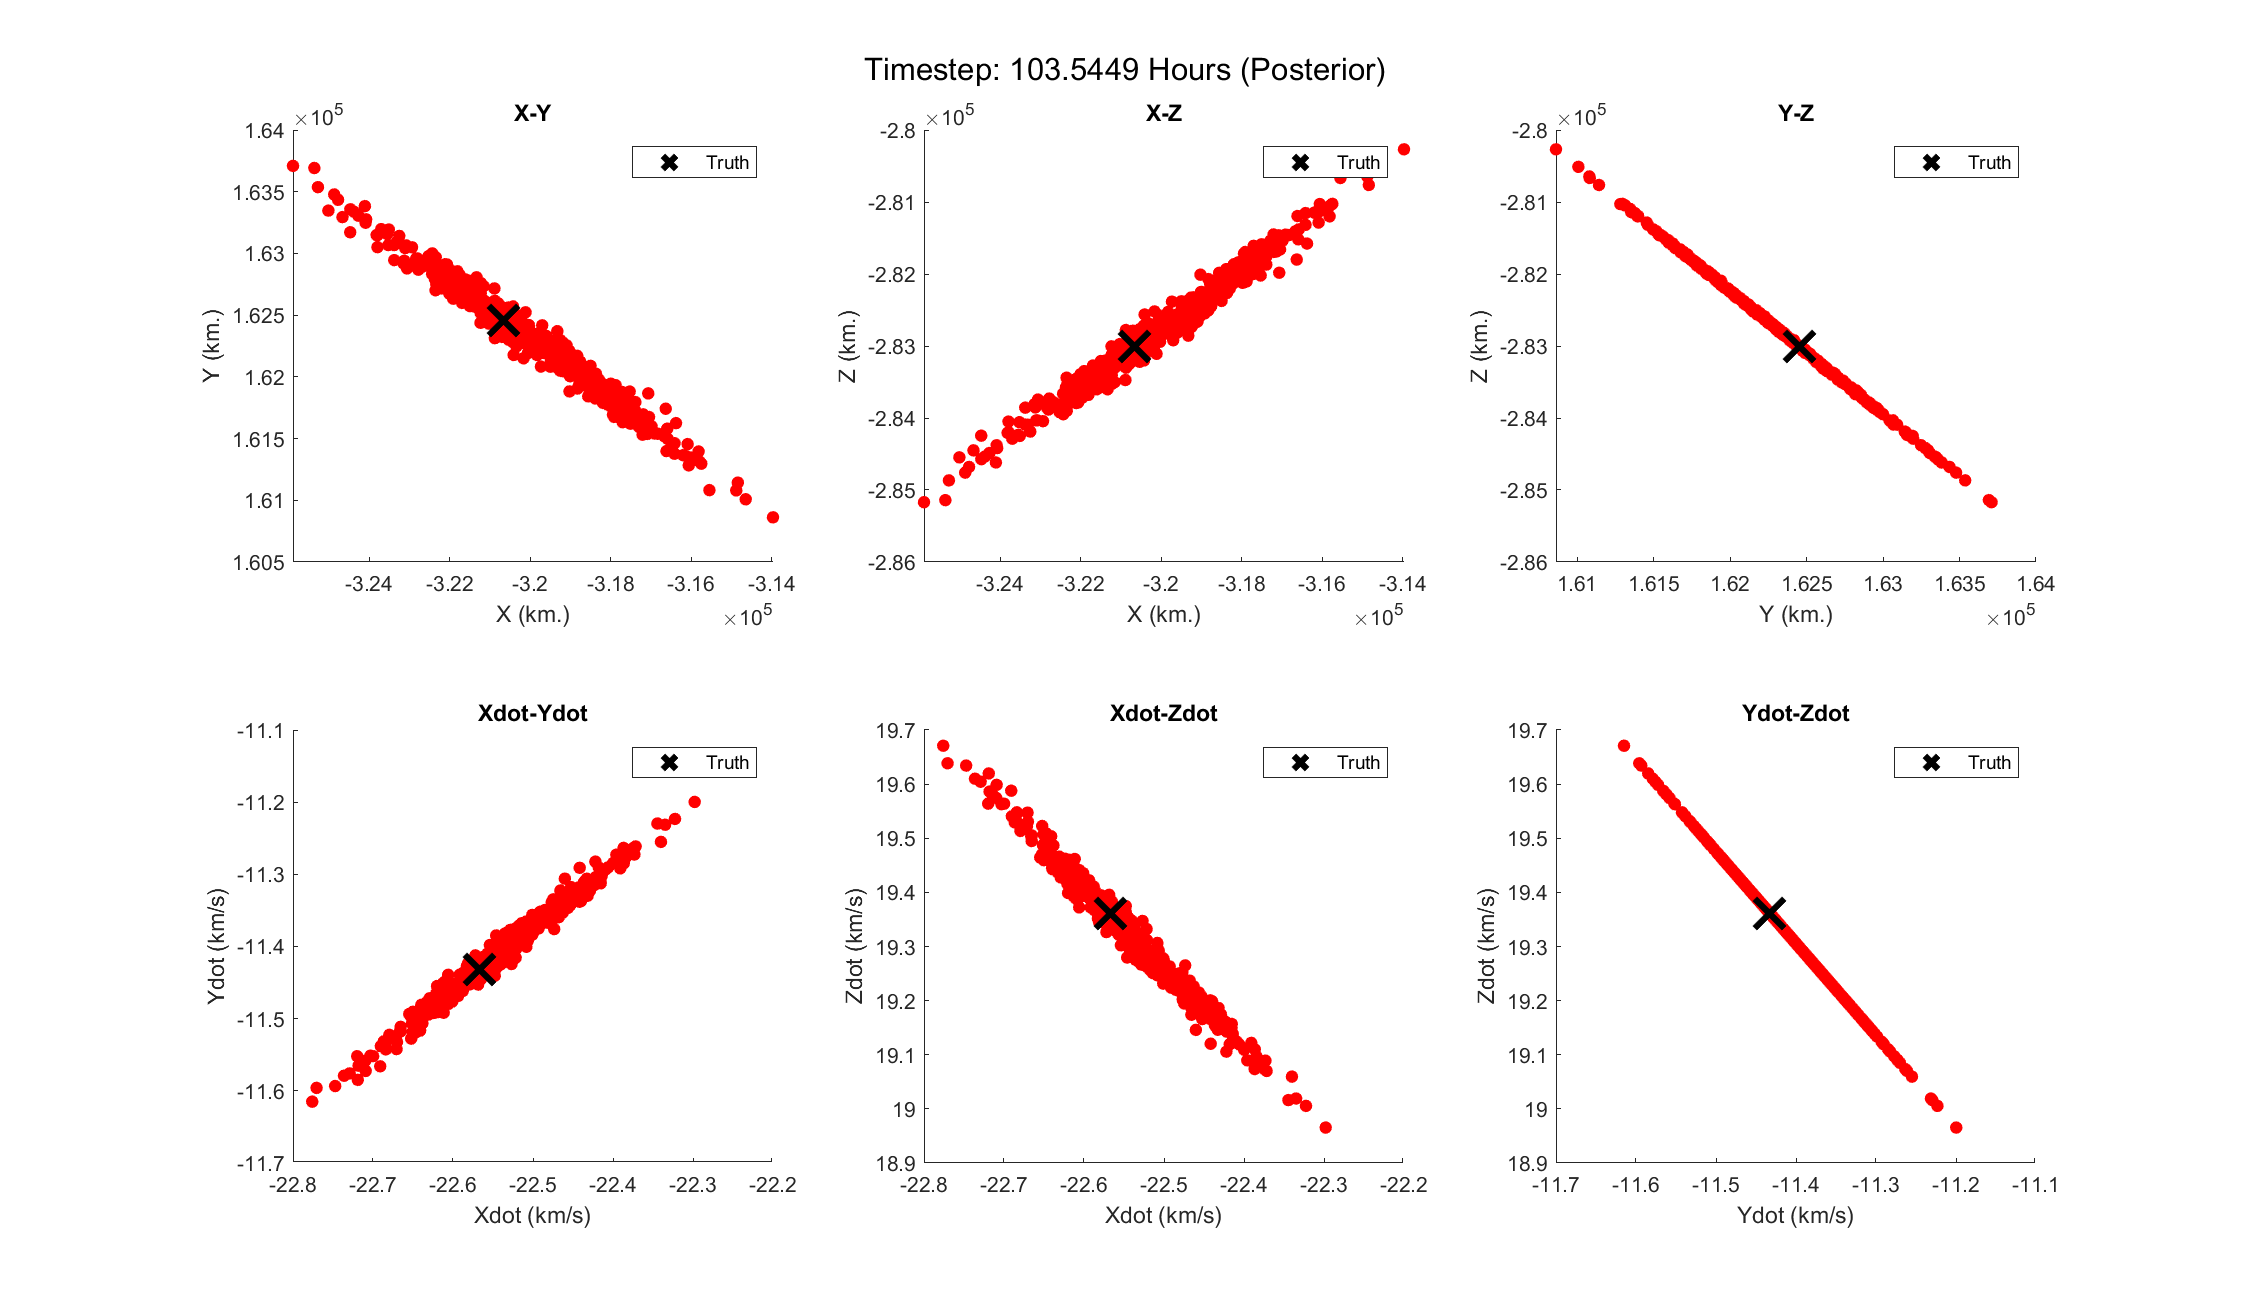 Timestep: 103.5449 Hours (Posterior)
X-Y
×10^5
1.64
1.635
1.63
1.625
1.62
1.615
1.61
1.605
Y (km.)
Truth
-3.24 -3.22 -3.2 -3.18 -3.16 -3.14
X (km.)
×10^5
X-Z
×10^5
-2.8
-2.81
-2.82
-2.83
-2.84
-2.85
-2.86
Z (km.)
Truth
-3.24 -3.22 -3.2 -3.18 -3.16 -3.14
X (km.)
×10^5
Y-Z
×10^5
-2.8
-2.81
-2.82
-2.83
-2.84
-2.85
-2.86
Z (km.)
Truth
1.61 1.615 1.62 1.625 1.63 1.635 1.64
Y (km.)
×10^5
Xdot-Ydot
-11.1
-11.2
-11.3
-11.4
-11.5
-11.6
-11.7
Ydot (km/s)
Truth
-22.8 -22.7 -22.6 -22.5 -22.4 -22.3 -22.2
Xdot (km/s)
Xdot-Zdot
19.7
19.6
19.5
19.4
19.3
19.2
19.1
19
18.9
Zdot (km/s)
Truth
-22.8 -22.7 -22.6 -22.5 -22.4 -22.3 -22.2
Xdot (km/s)
Ydot-Zdot
19.7
19.6
19.5
19.4
19.3
19.2
19.1
19
18.9
Zdot (km/s)
Truth
-11.7 -11.6 -11.5 -11.4 -11.3 -11.2 -11.1
Ydot (km/s)